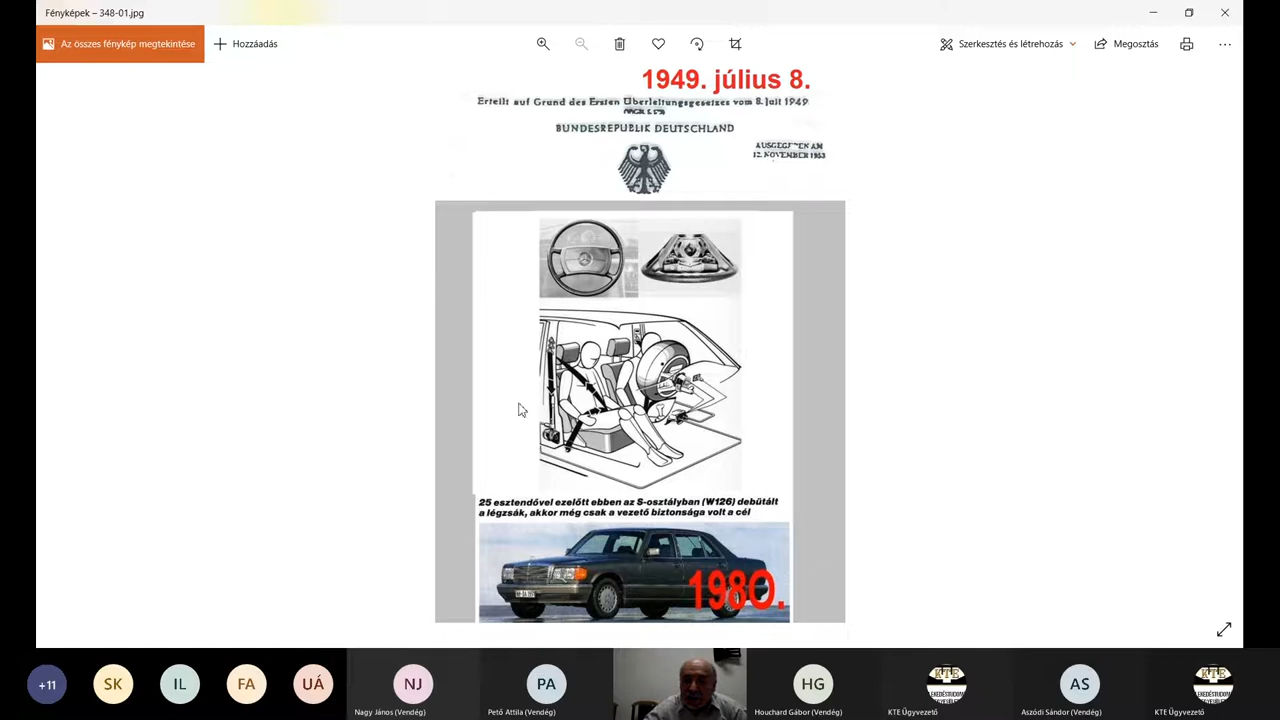 Fényképek – 348-01.jpg
Az összes fénykép megtekintése
Hozzáadás
Szerkesztés és létrehozás
Megosztás
1949. július 8.
Erteilt auf Grund des Ersten Überleitungsgesetzes vom 8. Juli 1949
BUNDESREPUBLIK DEUTSCHLAND
AUSGEGEBEN AM
12. NOVEMBER 1953
25 esztendővel ezelőtt ebben az S-osztályban (W126) debütált
a légzsák, akkor még csak a vezető biztonsága volt a cél
1980.
+11
SK
IL
FA
UÁ
NJ
Nagy János (Vendég)
PA
Pető Attila (Vendég)
HG
Houchard Gábor (Vendég)
KTE
KTE Ügyvezető
AS
Aszódi Sándor (Vendég)
KTE
KTE Ügyvezető